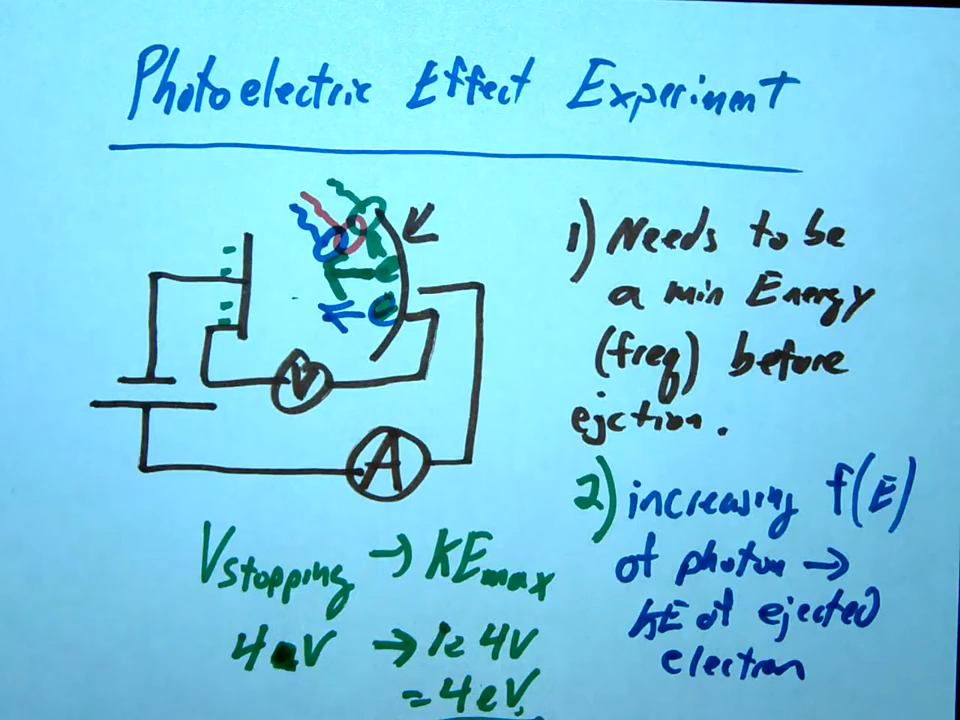 Photoelectric Effect Experiment
1) Needs to be
a min Energy
(freq) before
ejction.
V
A
2) increasing f(E)
of photon →
KE of ejected
electron
Vstopping → KEmax
4 V → 1e 4V
= 4eV.